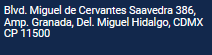 Blvd. Miguel de Cervantes Saavedra 386,
Amp. Granada, Del. Miguel Hidalgo, CDMX
CP 11500